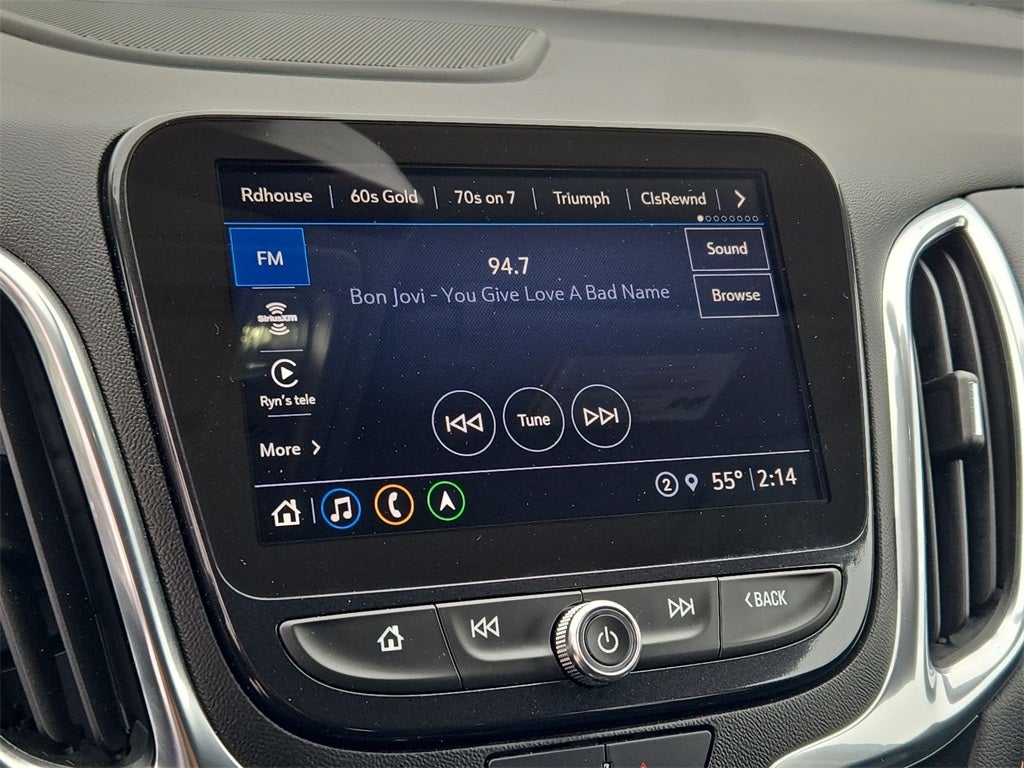 Rdhouse 60s Gold 70s on 7 Triumph ClsRewnd >
FM
94.7
Sound
Bon Jovi - You Give Love A Bad Name
Browse
SiriusXM
Ryn's tele
Tune
More >
2 55° 2:14
<BACK